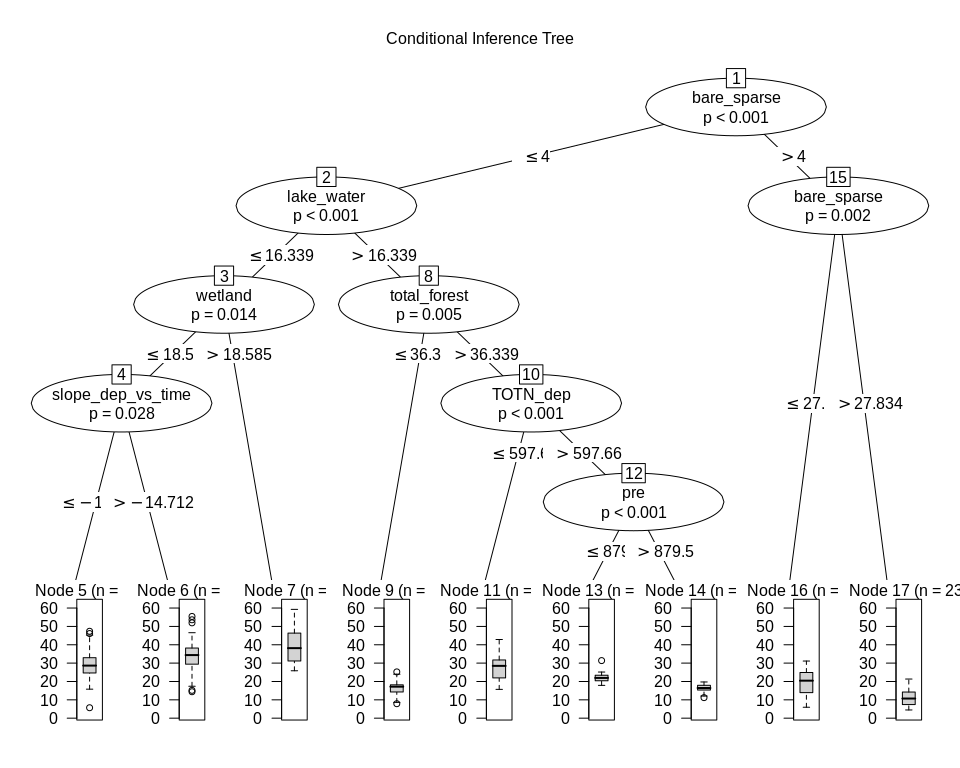 Conditional Inference Tree
1
bare_sparse
p < 0.001
≤ 4
> 4
2
lake_water
p < 0.001
15
bare_sparse
p = 0.002
≤ 16.339
> 16.339
3
wetland
p = 0.014
8
total_forest
p = 0.005
≤ 18.5
> 18.585
≤ 36.3
> 36.339
4
slope_dep_vs_time
p = 0.028
10
TOTN_dep
p < 0.001
≤ 27.
> 27.834
≤ 597.
> 597.66
12
pre
p < 0.001
≤ −1
> −14.712
≤ 879
> 879.5
Node 5 (n =
Node 6 (n =
Node 7 (n =
Node 9 (n =
Node 11 (n =
Node 13 (n =
Node 14 (n =
Node 16 (n =
Node 17 (n = 23
60 60 60 60 60 60 60 60 60
50 50 50 50 50 50 50 50 50
40 40 40 40 40 40 40 40 40
30 30 30 30 30 30 30 30 30
20 20 20 20 20 20 20 20 20
10 10 10 10 10 10 10 10 10
0 0 0 0 0 0 0 0 0